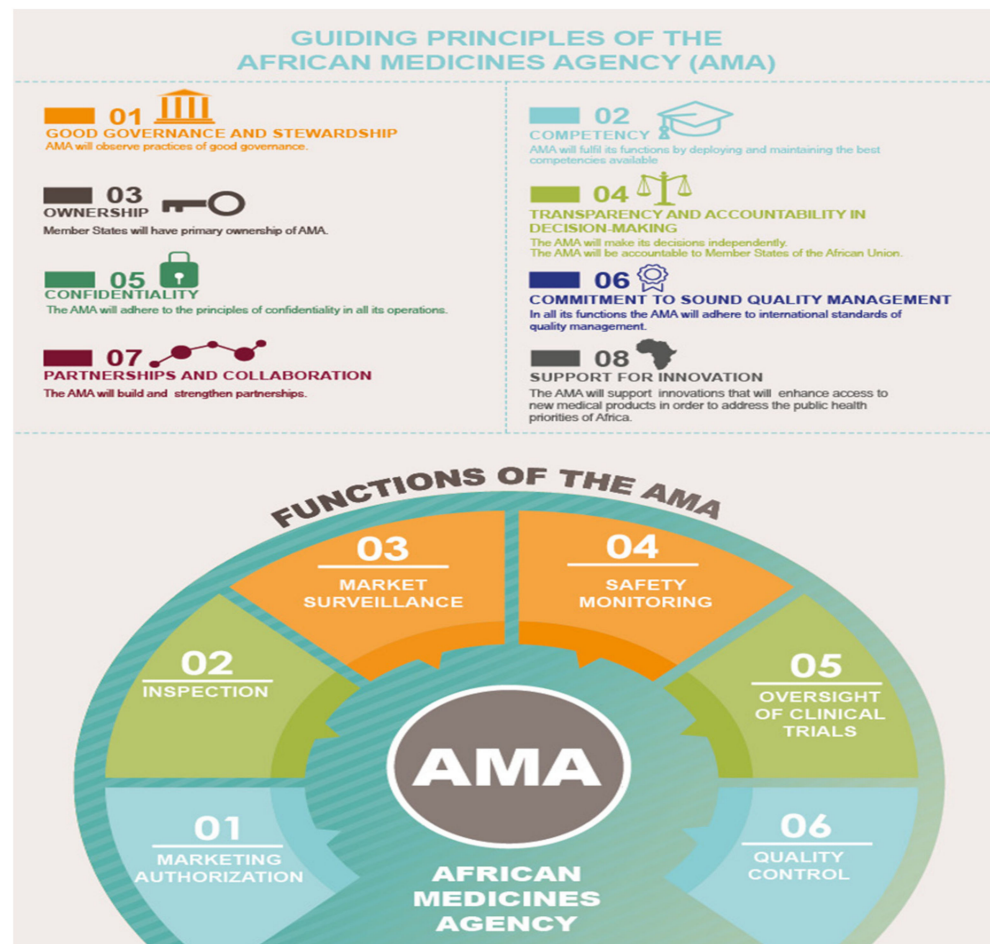 GUIDING PRINCIPLES OF THE
AFRICAN MEDICINES AGENCY (AMA)
01
GOOD GOVERNANCE AND STEWARDSHIP
AMA will observe practices of good governance.
02
COMPETENCY
AMA will fulfil its functions by deploying and maintaining the best
competencies available
03
OWNERSHIP
Member States will have primary ownership of AMA.
04
TRANSPARENCY AND ACCOUNTABILITY IN
DECISION-MAKING
The AMA will make its decisions independently.
The AMA will be accountable to Member States of the African Union.
05
CONFIDENTIALITY
The AMA will adhere to the principles of confidentiality in all its operations.
06
COMMITMENT TO SOUND QUALITY MANAGEMENT
In all its functions the AMA will adhere to international standards of
quality management.
07
PARTNERSHIPS AND COLLABORATION
The AMA will build and strengthen partnerships.
08
SUPPORT FOR INNOVATION
The AMA will support innovations that will enhance access to
new medical products in order to address the public health
priorities of Africa.
FUNCTIONS OF THE AMA
01
MARKETING
AUTHORIZATION
02
INSPECTION
03
MARKET
SURVEILLANCE
04
SAFETY
MONITORING
05
OVERSIGHT
OF CLINICAL
TRIALS
06
QUALITY
CONTROL
AMA
AFRICAN
MEDICINES
AGENCY